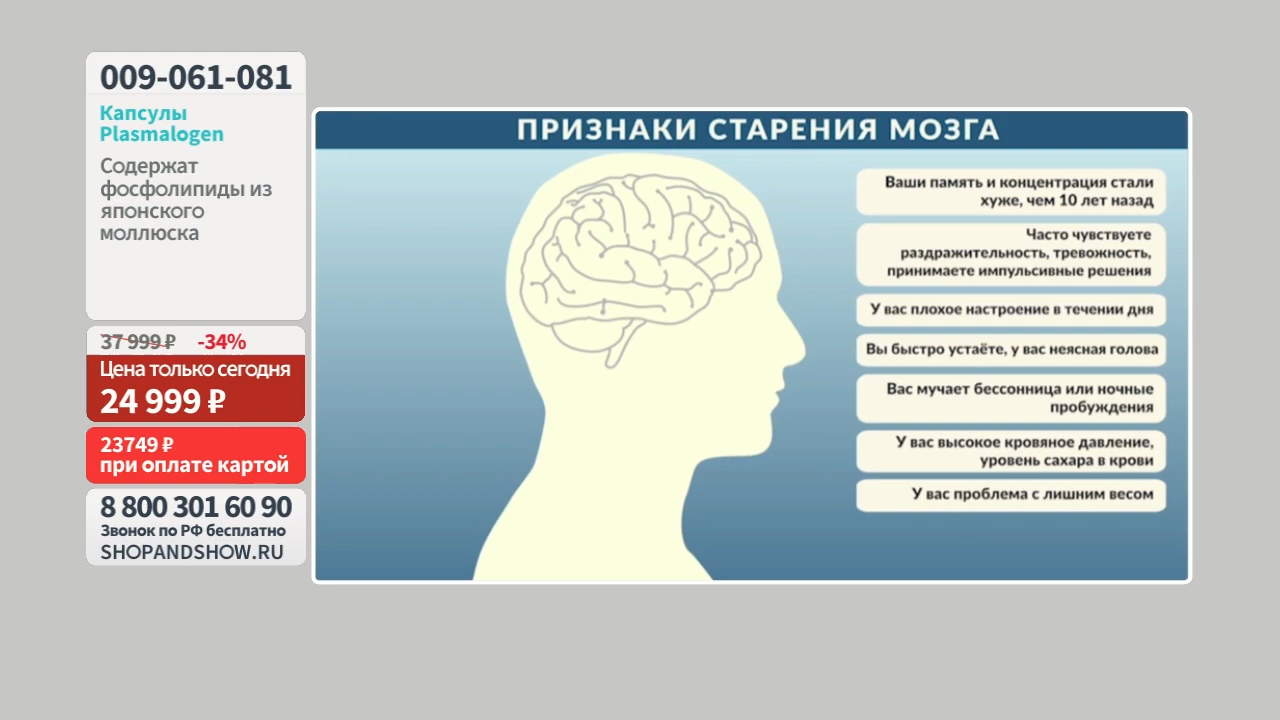 009-061-081
Капсулы
Plasmalogen
Содержат
фосфолипиды из
японского
моллюска
37 999 ₽ -34%
Цена только сегодня
24 999 ₽
23749 ₽
при оплате картой
8 800 301 60 90
Звонок по РФ бесплатно
SHOPANDSHOW.RU
ПРИЗНАКИ СТАРЕНИЯ МОЗГА
Ваши память и концентрация стали
хуже, чем 10 лет назад
Часто чувствуете
раздражительность, тревожность,
принимаете импульсивные решения
У вас плохое настроение в течении дня
Вы быстро устаёте, у вас неясная голова
Вас мучает бессонница или ночные
пробуждения
У вас высокое кровяное давление,
уровень сахара в крови
У вас проблема с лишним весом